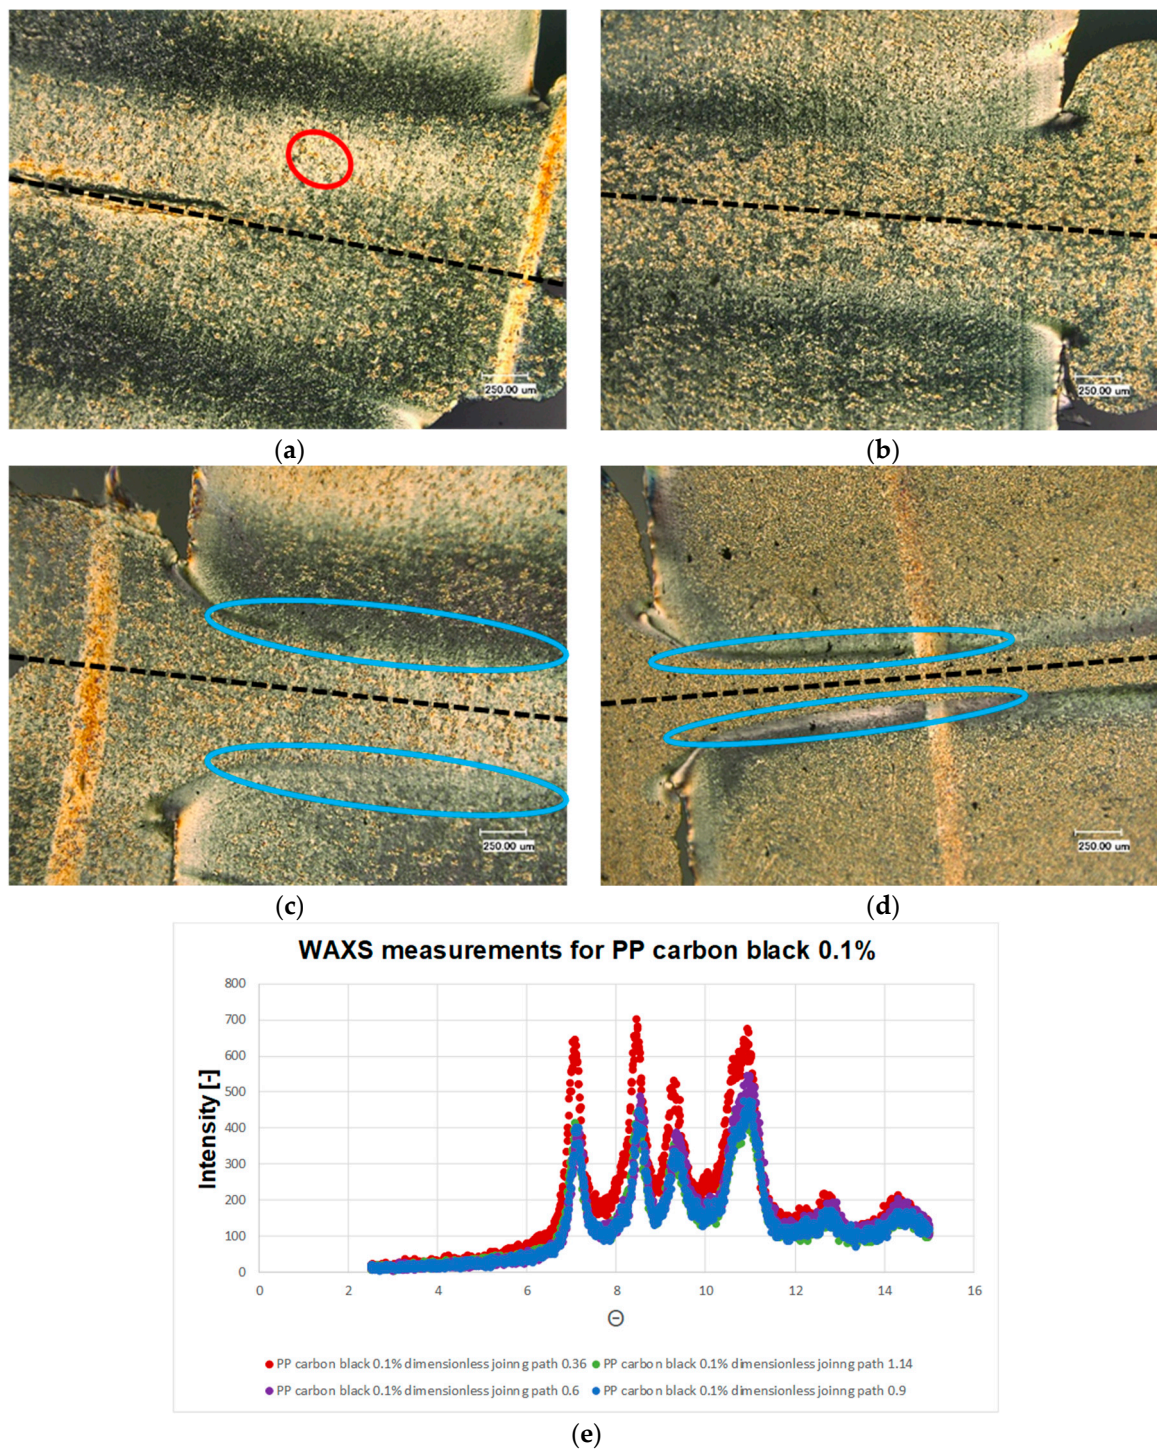 250.00 um
250.00 um
(a)
(b)
250.00 um
250.00 um
(c)
(d)
WAXS measurements for PP carbon black 0.1%
Intensity [-]
800
700
600
500
400
300
200
100
0
0 2 4 6 8 10 12 14 16
Θ
PP carbon black 0.1% dimensionless joinng path 0.36
PP carbon black 0.1% dimensionless joinng path 1.14
PP carbon black 0.1% dimensionless joinng path 0.6
PP carbon black 0.1% dimensionless joinng path 0.9
(e)